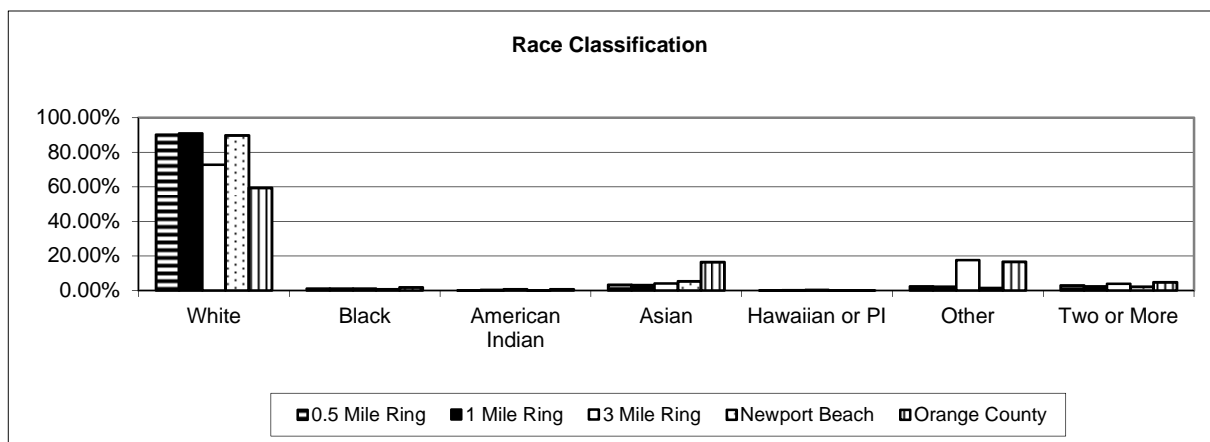 Race Classification
100.00%
80.00%
60.00%
40.00%
20.00%
0.00%
White Black American Indian Asian Hawaiian or PI Other Two or More
0.5 Mile Ring 1 Mile Ring 3 Mile Ring Newport Beach Orange County